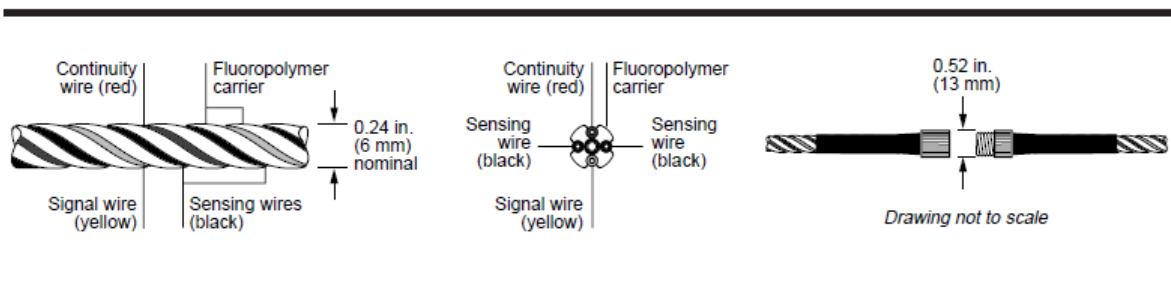 Continuity
wire (red)
Fluoropolymer
carrier
0.24 in.
(6 mm)
nominal
Signal wire
(yellow)
Sensing wires
(black)
Continuity
wire (red)
Fluoropolymer
carrier
Sensing
wire
(black)
Sensing
wire
(black)
Signal wire
(yellow)
0.52 in.
(13 mm)
Drawing not to scale